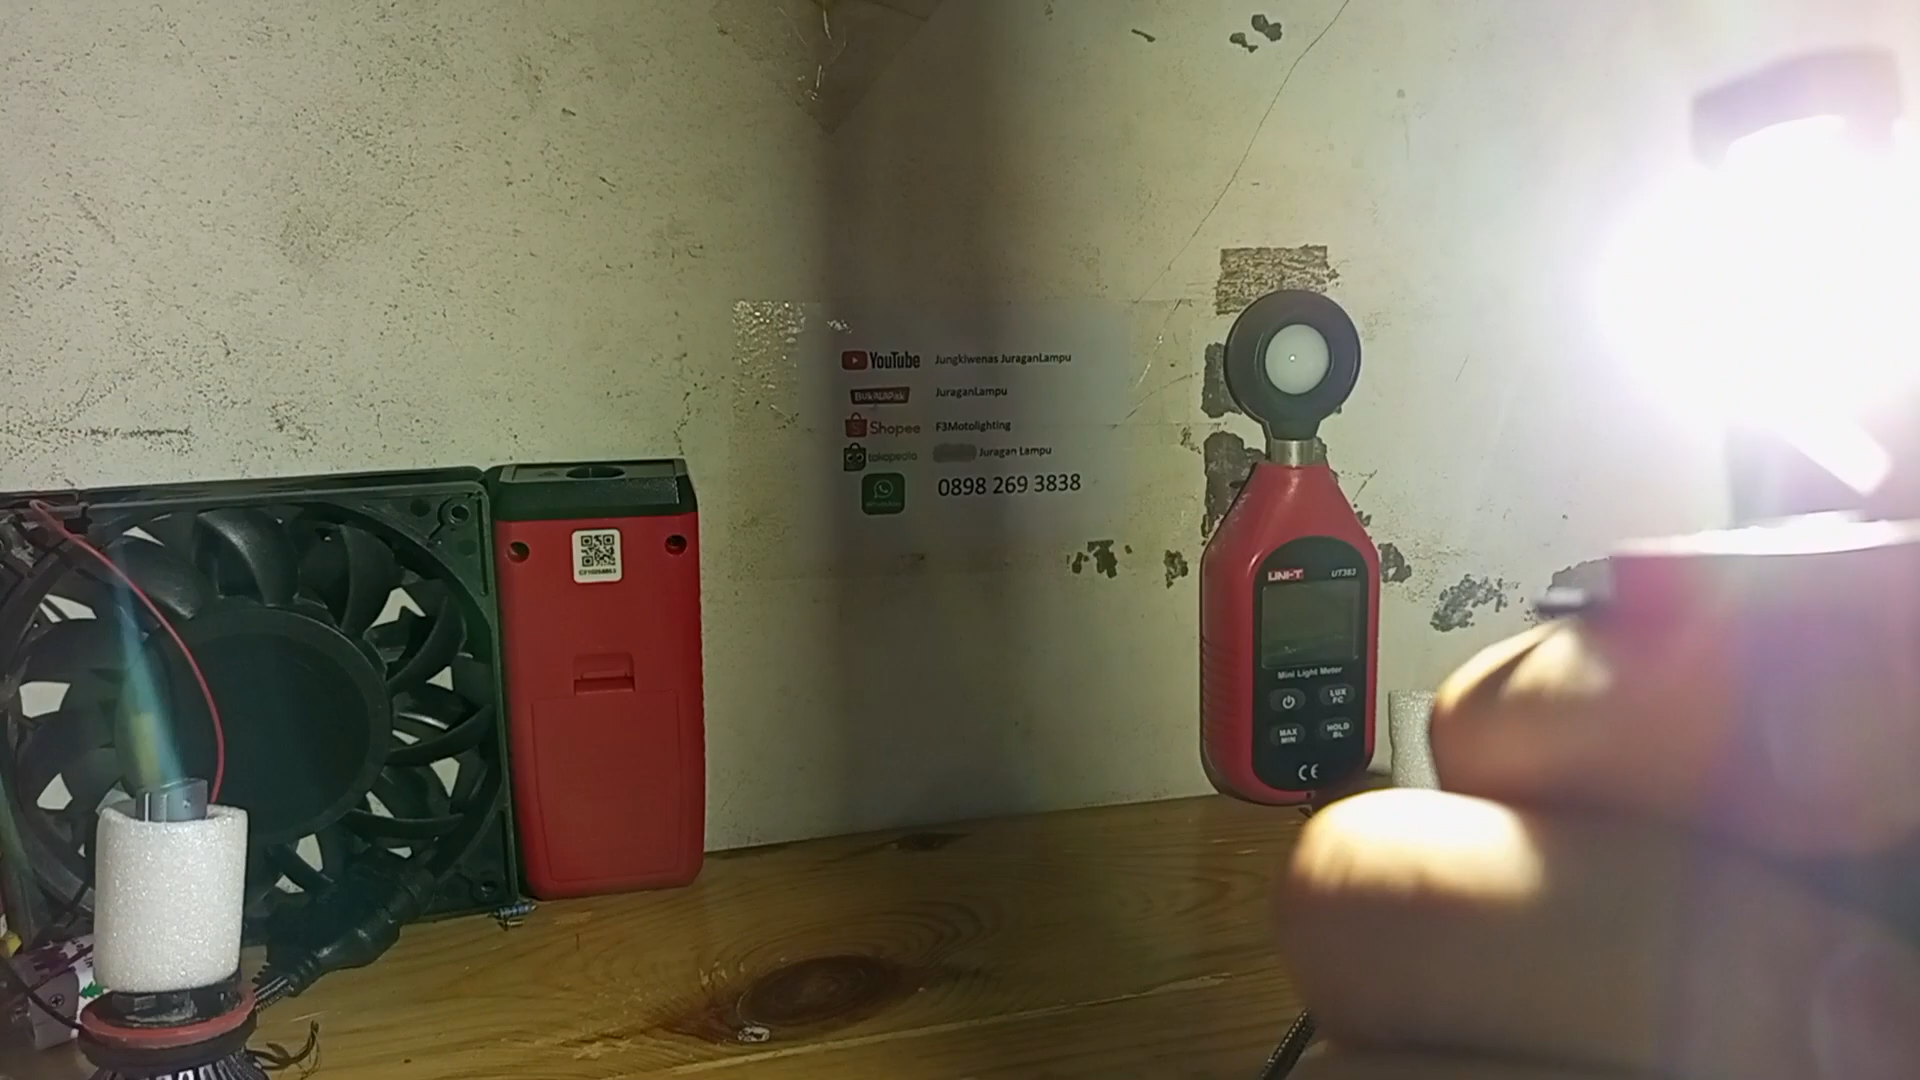 YouTube Jungkiwenas JuraganLampu
BukaLapak JuraganLampu
Shopee F3Motolighting
tokopedia Juragan Lampu
0898 269 3838
UNI-T UT383
Mini Light Meter
LUX
FC
MAX
MIN
HOLD
BL
CE